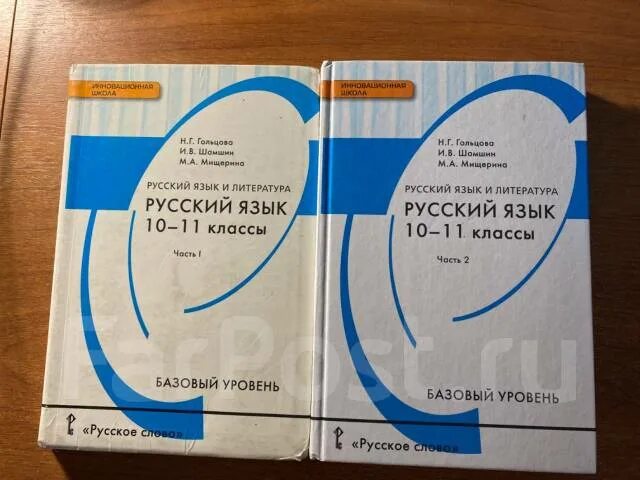 ИННОВАЦИОННАЯ
ШКОЛА
Н.Г. Гольцова
И.В. Шамшин
М.А. Мищерина
РУССКИЙ ЯЗЫК И ЛИТЕРАТУРА
РУССКИЙ ЯЗЫК
10–11 классы
Часть 1
БАЗОВЫЙ УРОВЕНЬ
«Русское слово»
ИННОВАЦИОННАЯ
ШКОЛА
Н.Г. Гольцова
И.В. Шамшин
М.А. Мищерина
РУССКИЙ ЯЗЫК И ЛИТЕРАТУРА
РУССКИЙ ЯЗЫК
10–11 классы
Часть 2
БАЗОВЫЙ УРОВЕНЬ
«Русское слово»
FarPost.ru